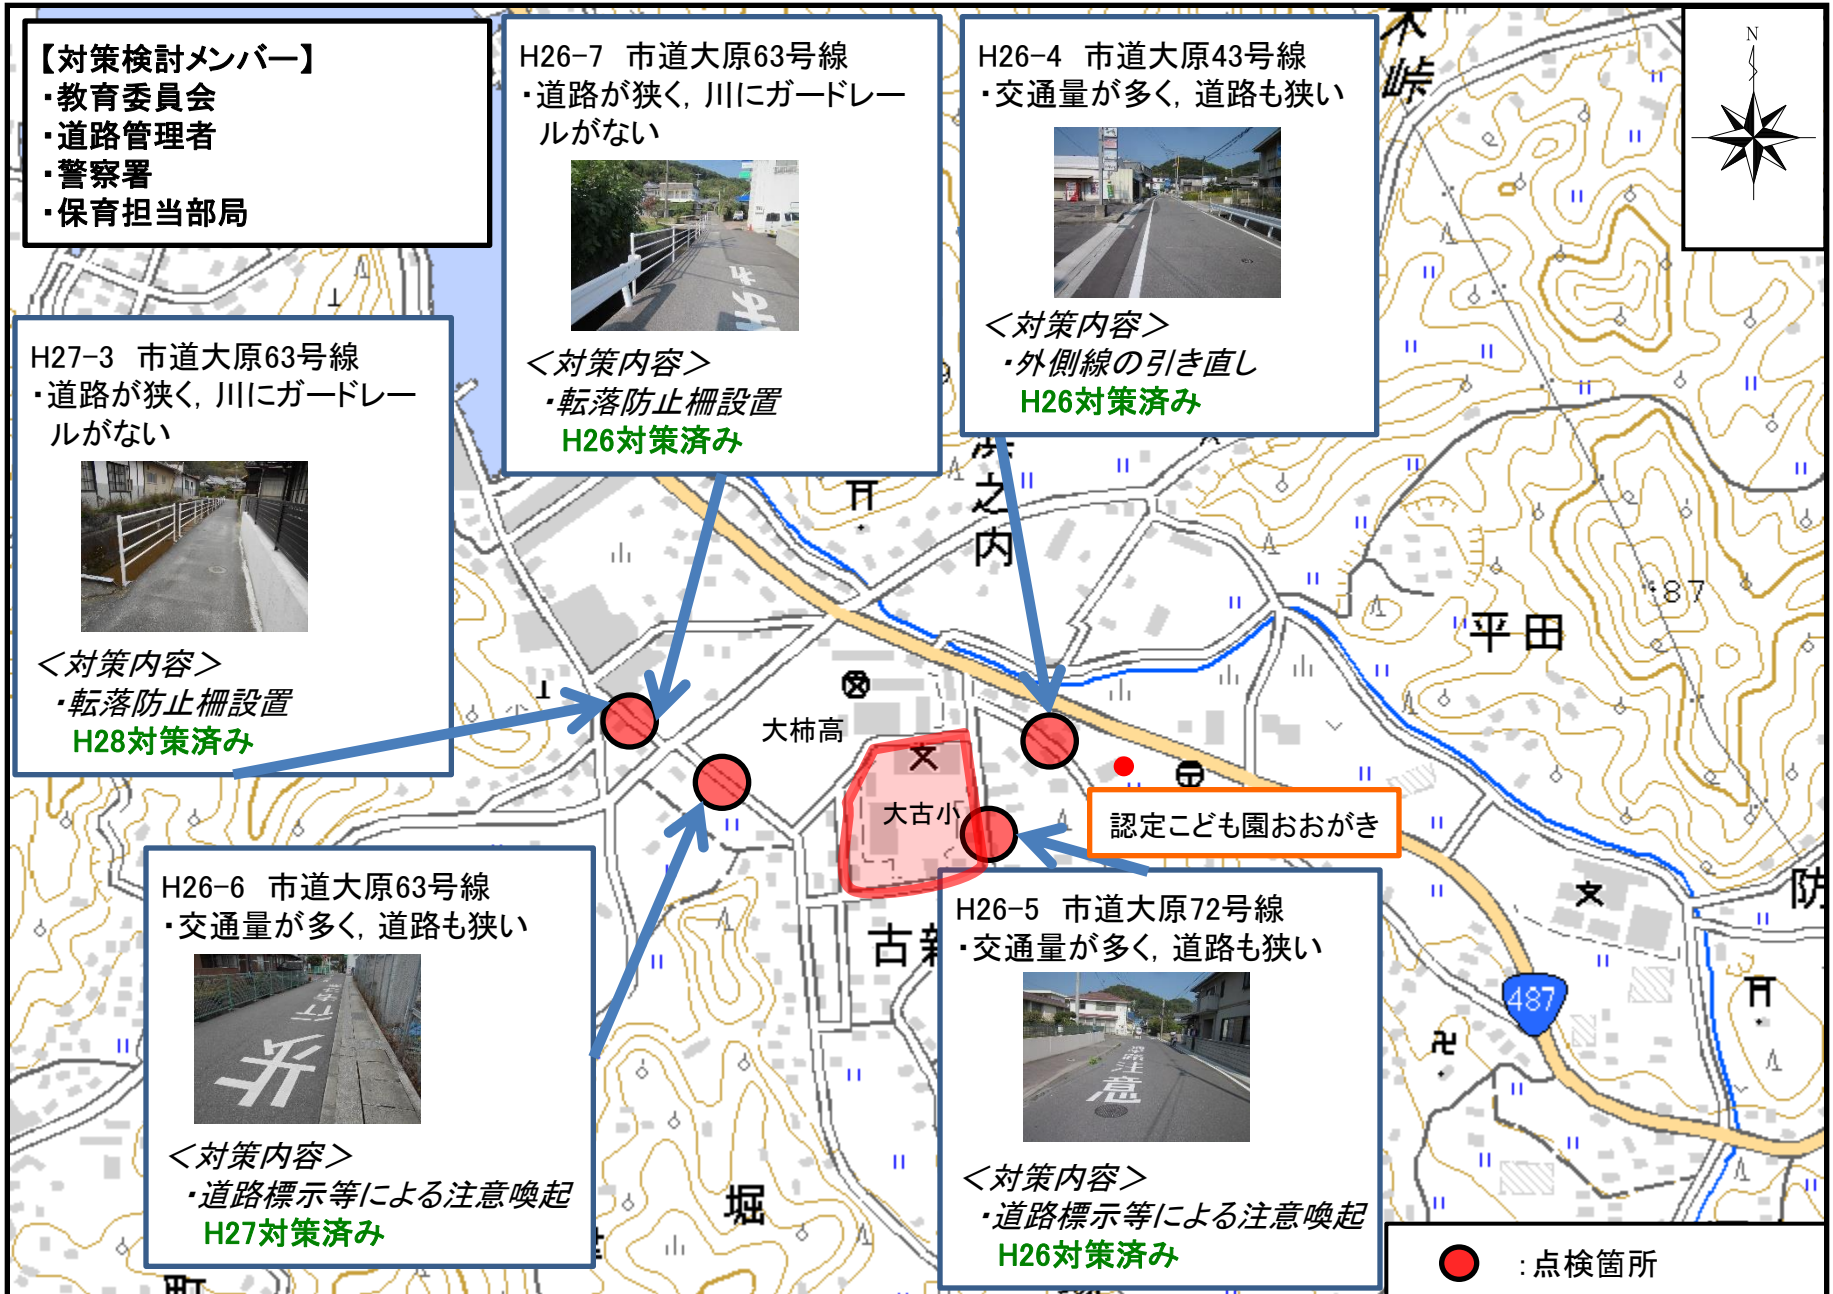 【対策検討メンバー】
・教育委員会
・道路管理者
・警察署
・保育担当部局
H26-7　市道大原63号線
・道路が狭く，川にガードレー
ルがない
＜対策内容＞
・転落防止柵設置
H26対策済み
H26-4　市道大原43号線
・交通量が多く，道路も狭い
＜対策内容＞
・外側線の引き直し
H26対策済み
N
H27-3　市道大原63号線
・道路が狭く，川にガードレー
ルがない
＜対策内容＞
・転落防止柵設置
H28対策済み
峠
之内
87
平田
大柿高
大古小
認定こども園おおがき
H26-6　市道大原63号線
・交通量が多く，道路も狭い
歩行
＜対策内容＞
・道路標示等による注意喚起
H27対策済み
H26-5　市道大原72号線
・交通量が多く，道路も狭い
注意
＜対策内容＞
・道路標示等による注意喚起
H26対策済み
古新
防
487
堀
町
：点検箇所